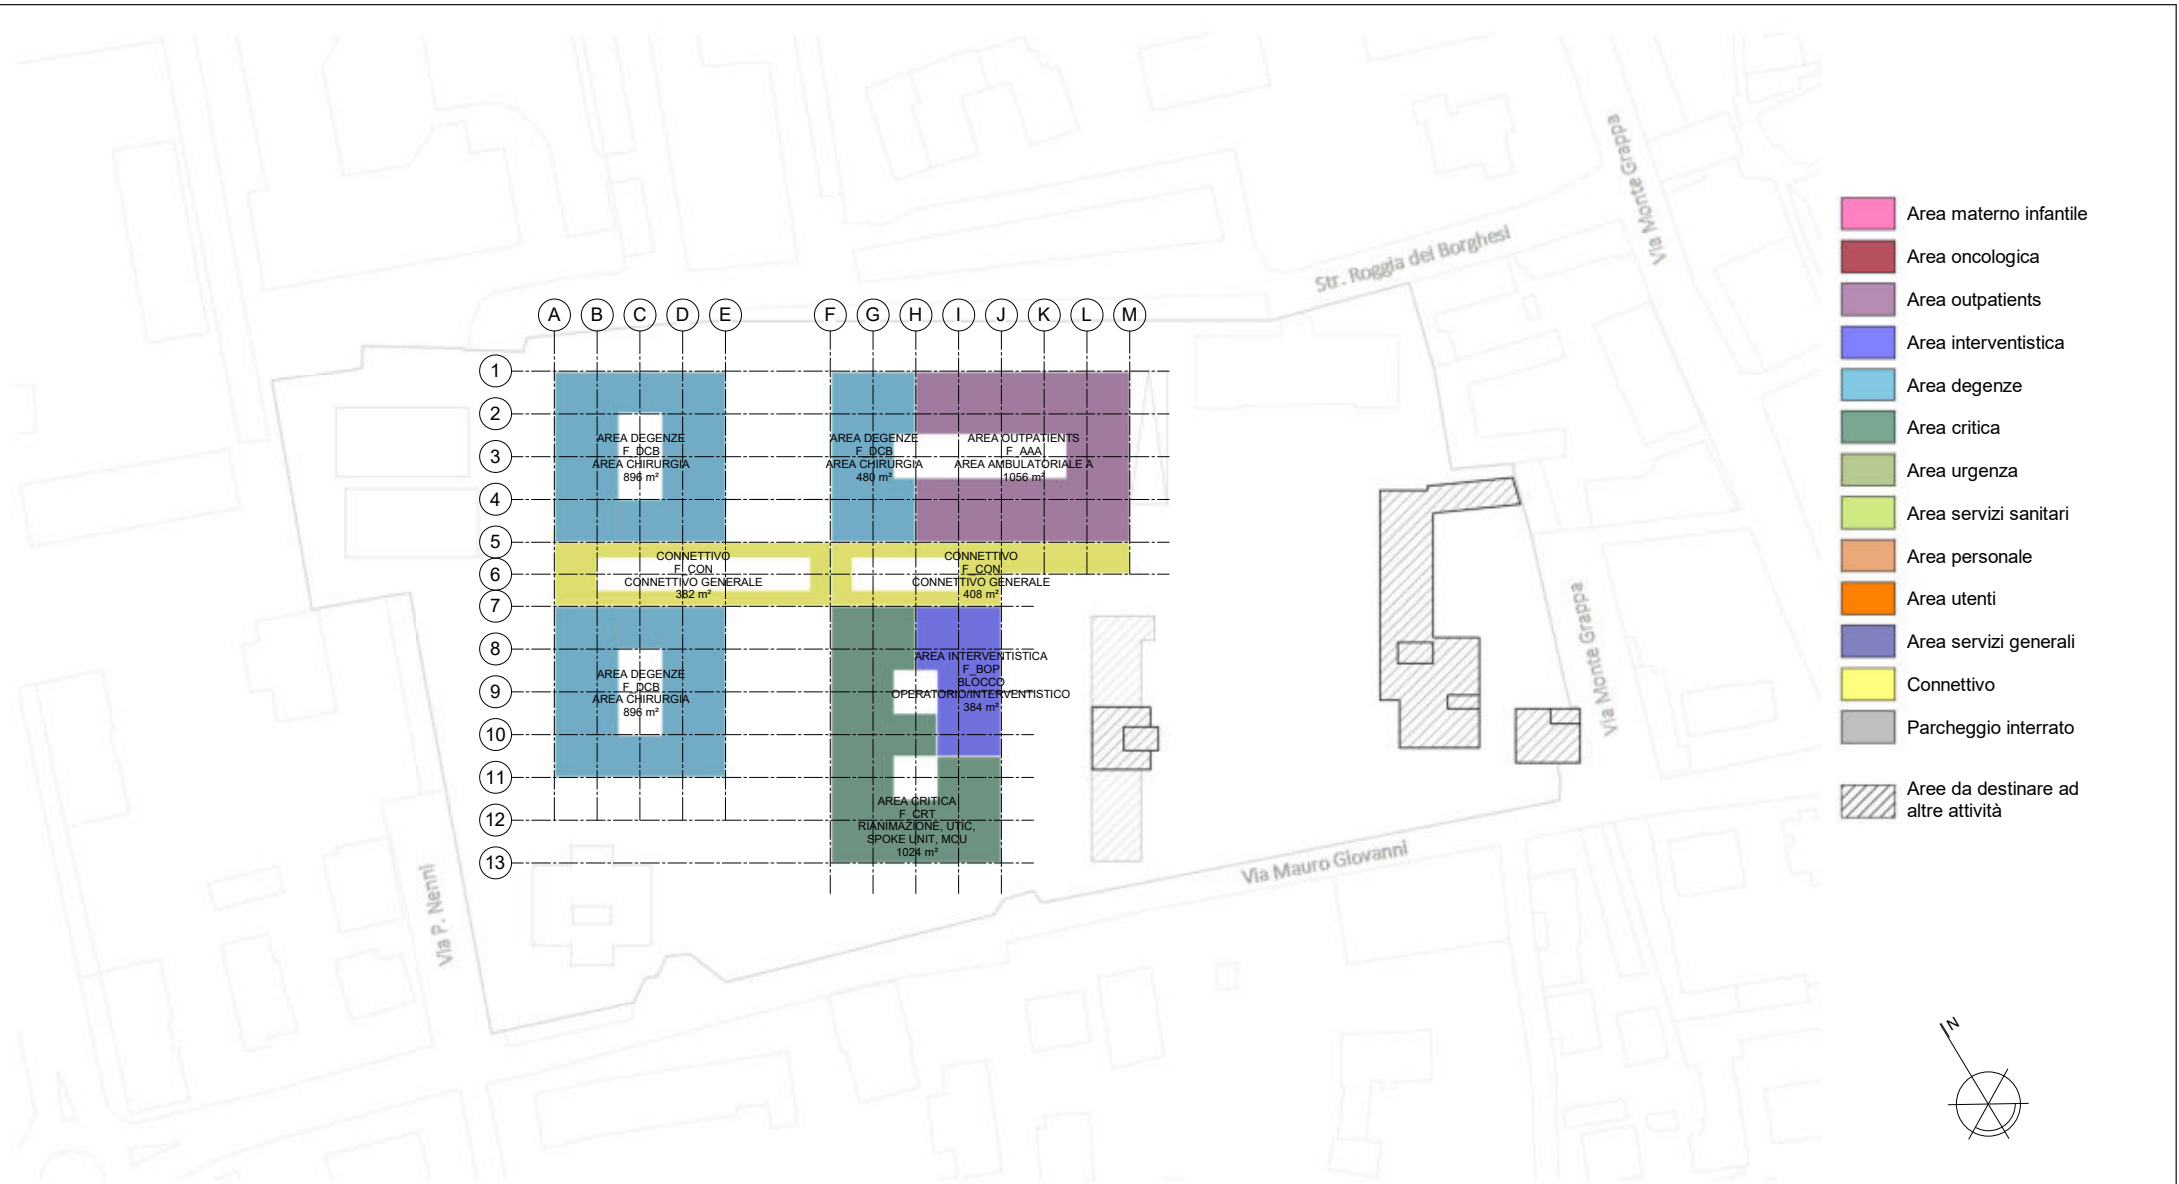 Via Monte Grappa
Str. Roggia dei Borghesi
A B C D E F G H I J K L M
1
2
3
4
5
6
7
8
9
10
11
12
13
AREA DEGENZE
F_DCB
AREA CHIRURGIA
896 m²
AREA DEGENZE
F_DCB
AREA CHIRURGIA
480 m²
AREA OUTPATIENTS
F_AAA
AREA AMBULATORIALE A
1056 m²
CONNETTIVO
F_CON
CONNETTIVO GENERALE
382 m²
CONNETTIVO
F_CON
CONNETTIVO GENERALE
408 m²
AREA DEGENZE
F_DCB
AREA CHIRURGIA
896 m²
AREA INTERVENTISTICA
F_BOP
BLOCCO
OPERATORIO/INTERVENTISTICO
384 m²
AREA CRITICA
F_CRT
RIANIMAZIONE, UTIC,
SPOKE UNIT, MCU
1024 m²
Via P. Nenni
Via Mauro Giovanni
Via Monte Grappa
Area materno infantile
Area oncologica
Area outpatients
Area interventistica
Area degenze
Area critica
Area urgenza
Area servizi sanitari
Area personale
Area utenti
Area servizi generali
Connettivo
Parcheggio interrato
Aree da destinare ad
altre attività
N